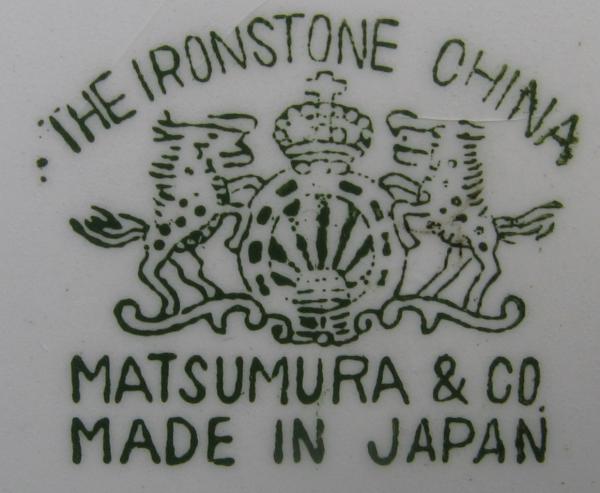 THE IRONSTONE CHINA
MATSUMURA & CO.
MADE IN JAPAN